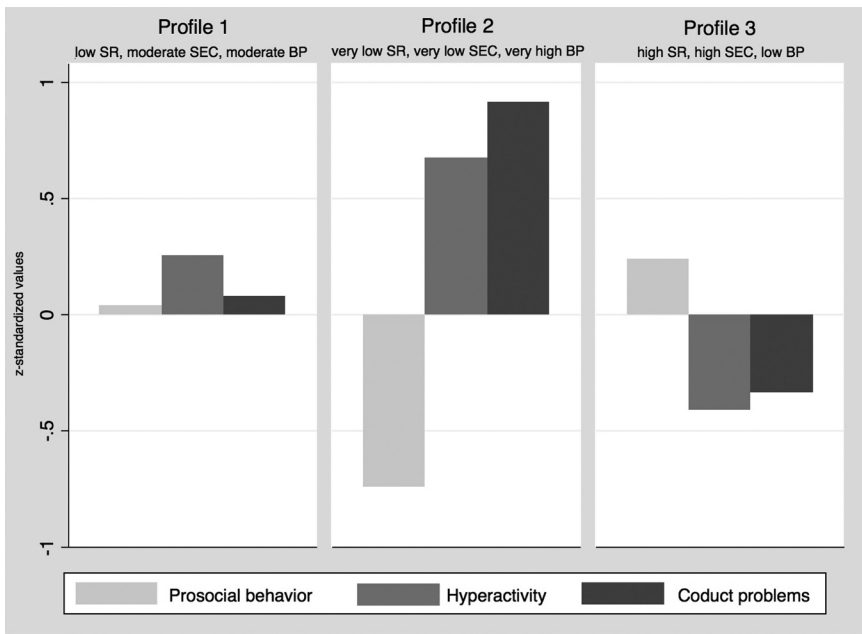 Profile 1
low SR, moderate SEC, moderate BP
Profile 2
very low SR, very low SEC, very high BP
Profile 3
high SR, high SEC, low BP
z-standardized values
1
.5
0
-.5
-1
Prosocial behavior
Hyperactivity
Coduct problems